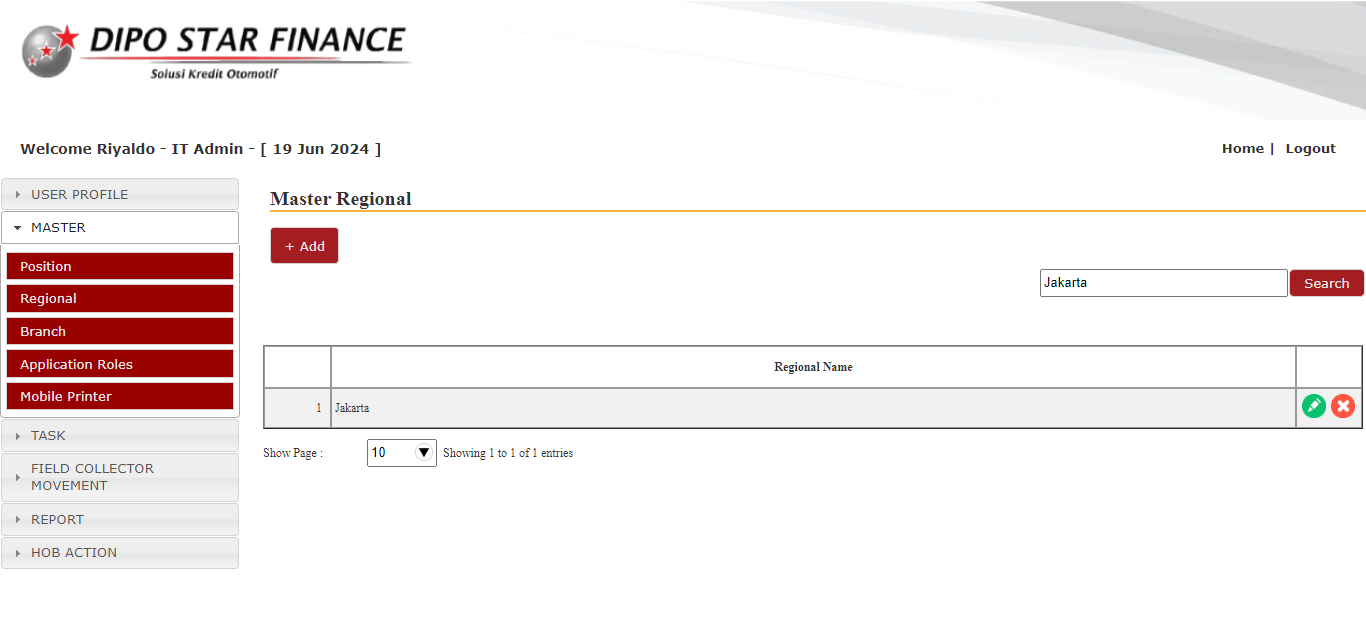 DIPO STAR FINANCE
Solusi Kredit Otomotif
Welcome Riyaldo - IT Admin - [ 19 Jun 2024 ]
Home | Logout
USER PROFILE
MASTER
Position
Regional
Branch
Application Roles
Mobile Printer
TASK
FIELD COLLECTOR
MOVEMENT
REPORT
HOB ACTION
Master Regional
+ Add
Jakarta Search
Regional Name
1 Jakarta
Show Page : 10 Showing 1 to 1 of 1 entries